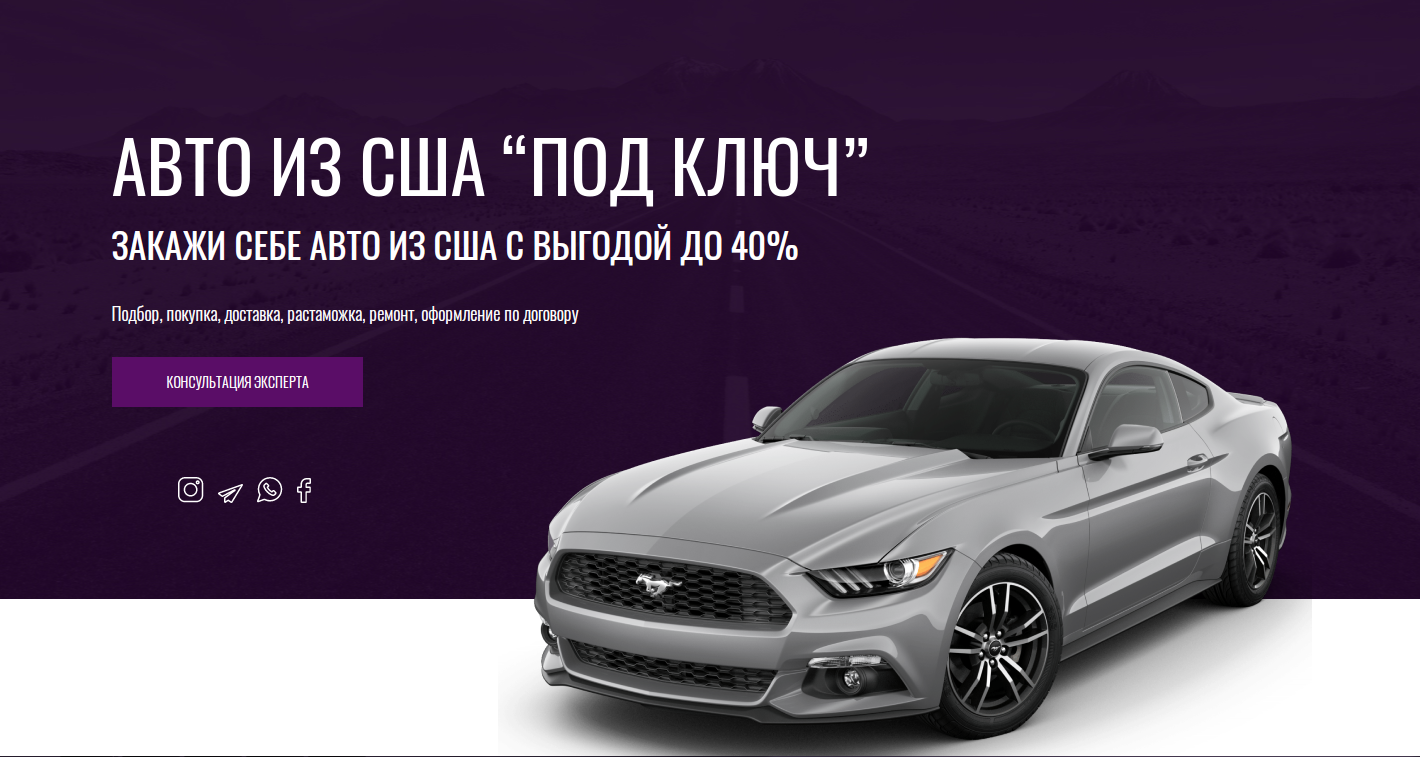 АВТО ИЗ США “ПОД КЛЮЧ”
ЗАКАЖИ СЕБЕ АВТО ИЗ США С ВЫГОДОЙ ДО 40%
Подбор, покупка, доставка, растаможка, ремонт, оформление по договору
КОНСУЛЬТАЦИЯ ЭКСПЕРТА